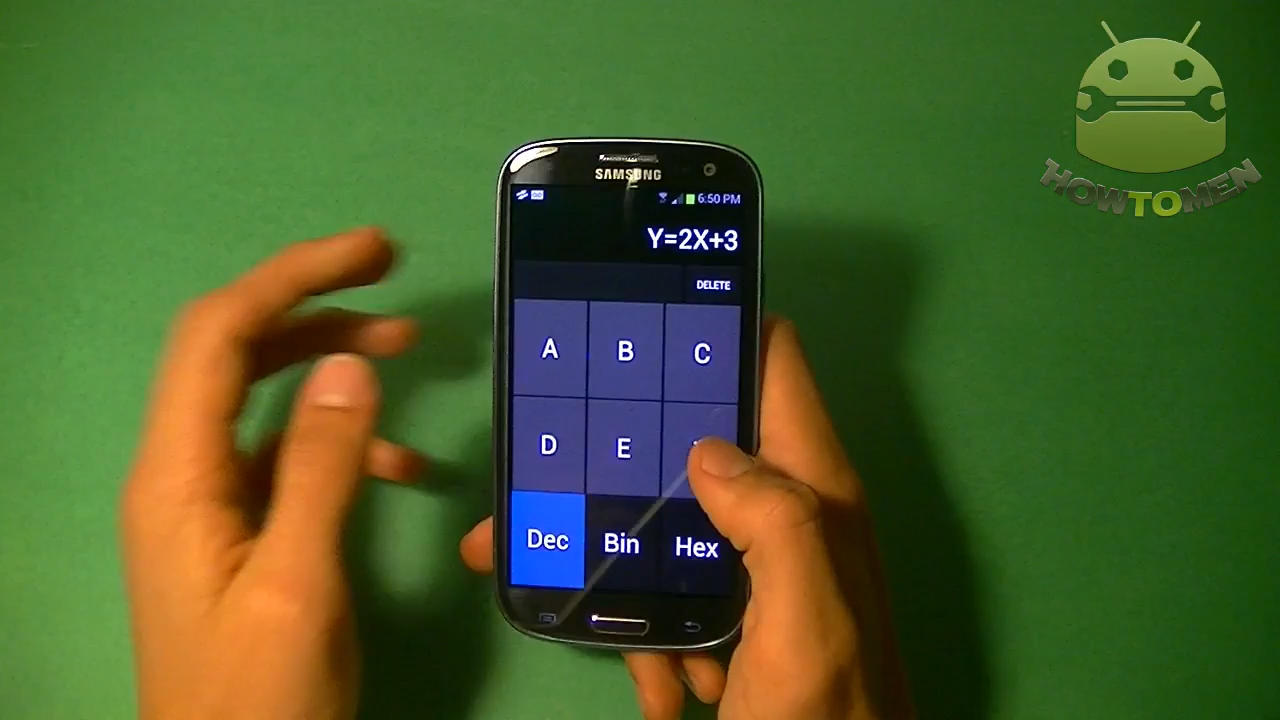 SAMSUNG
6:50 PM
Y=2X+3
DELETE
A B C
D E
Dec Bin Hex
HOWTOMEN